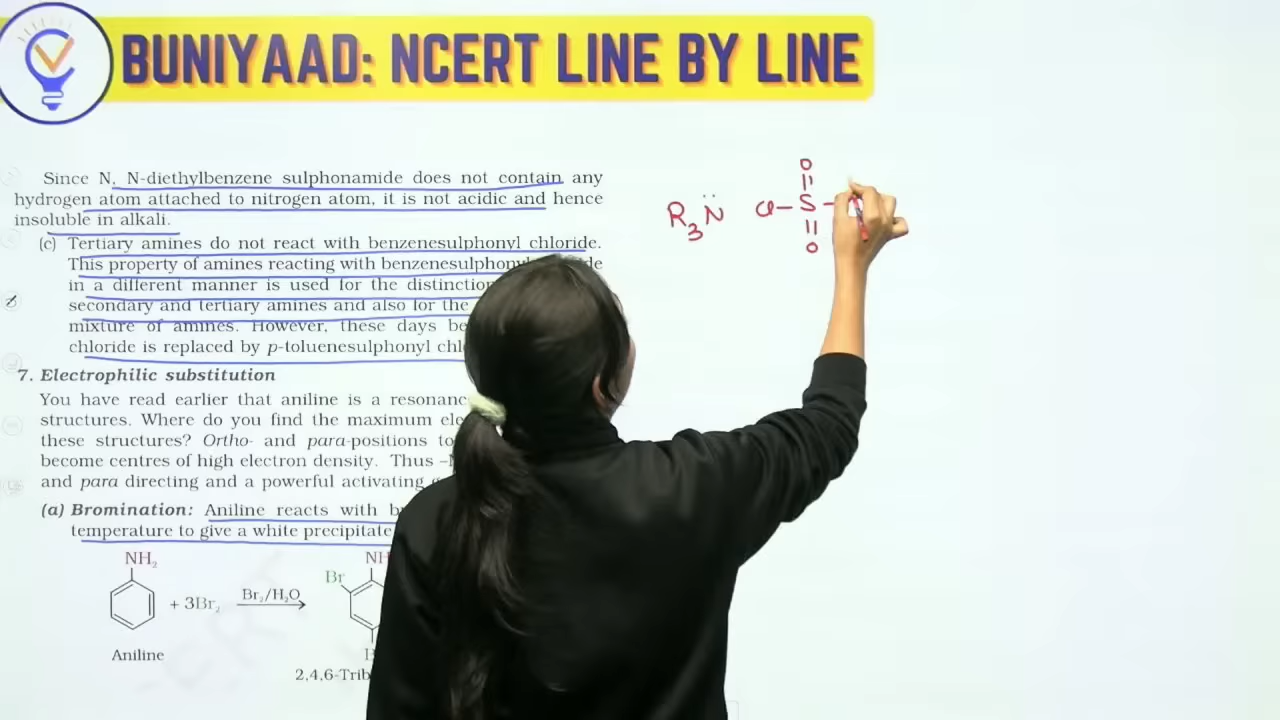 BUNIYAAD: NCERT LINE BY LINE
Since N, N-diethylbenzene sulphonamide does not contain any
hydrogen atom attached to nitrogen atom, it is not acidic and hence
insoluble in alkali.
(c) Tertiary amines do not react with benzenesulphonyl chloride.
This property of amines reacting with
in a different manner is used for the
secondary and tertiary amines and also for the
mixture of amines. However, these days
chloride is replaced by p-toluenesulphonyl
7. Electrophilic substitution
You have read earlier that aniline is a
structures. Where do you find the maximum
these structures? Ortho- and para-positions
become centres of high electron density. Thus
and para directing and a powerful activating
(a) Bromination: Aniline reacts with
temperature to give a white precipitate
NH₂
NH
Br
+ 3Br₂
Br₂/H₂O
Aniline
2,4,6-Trib
R₃N̈
O
Cl–S–
O